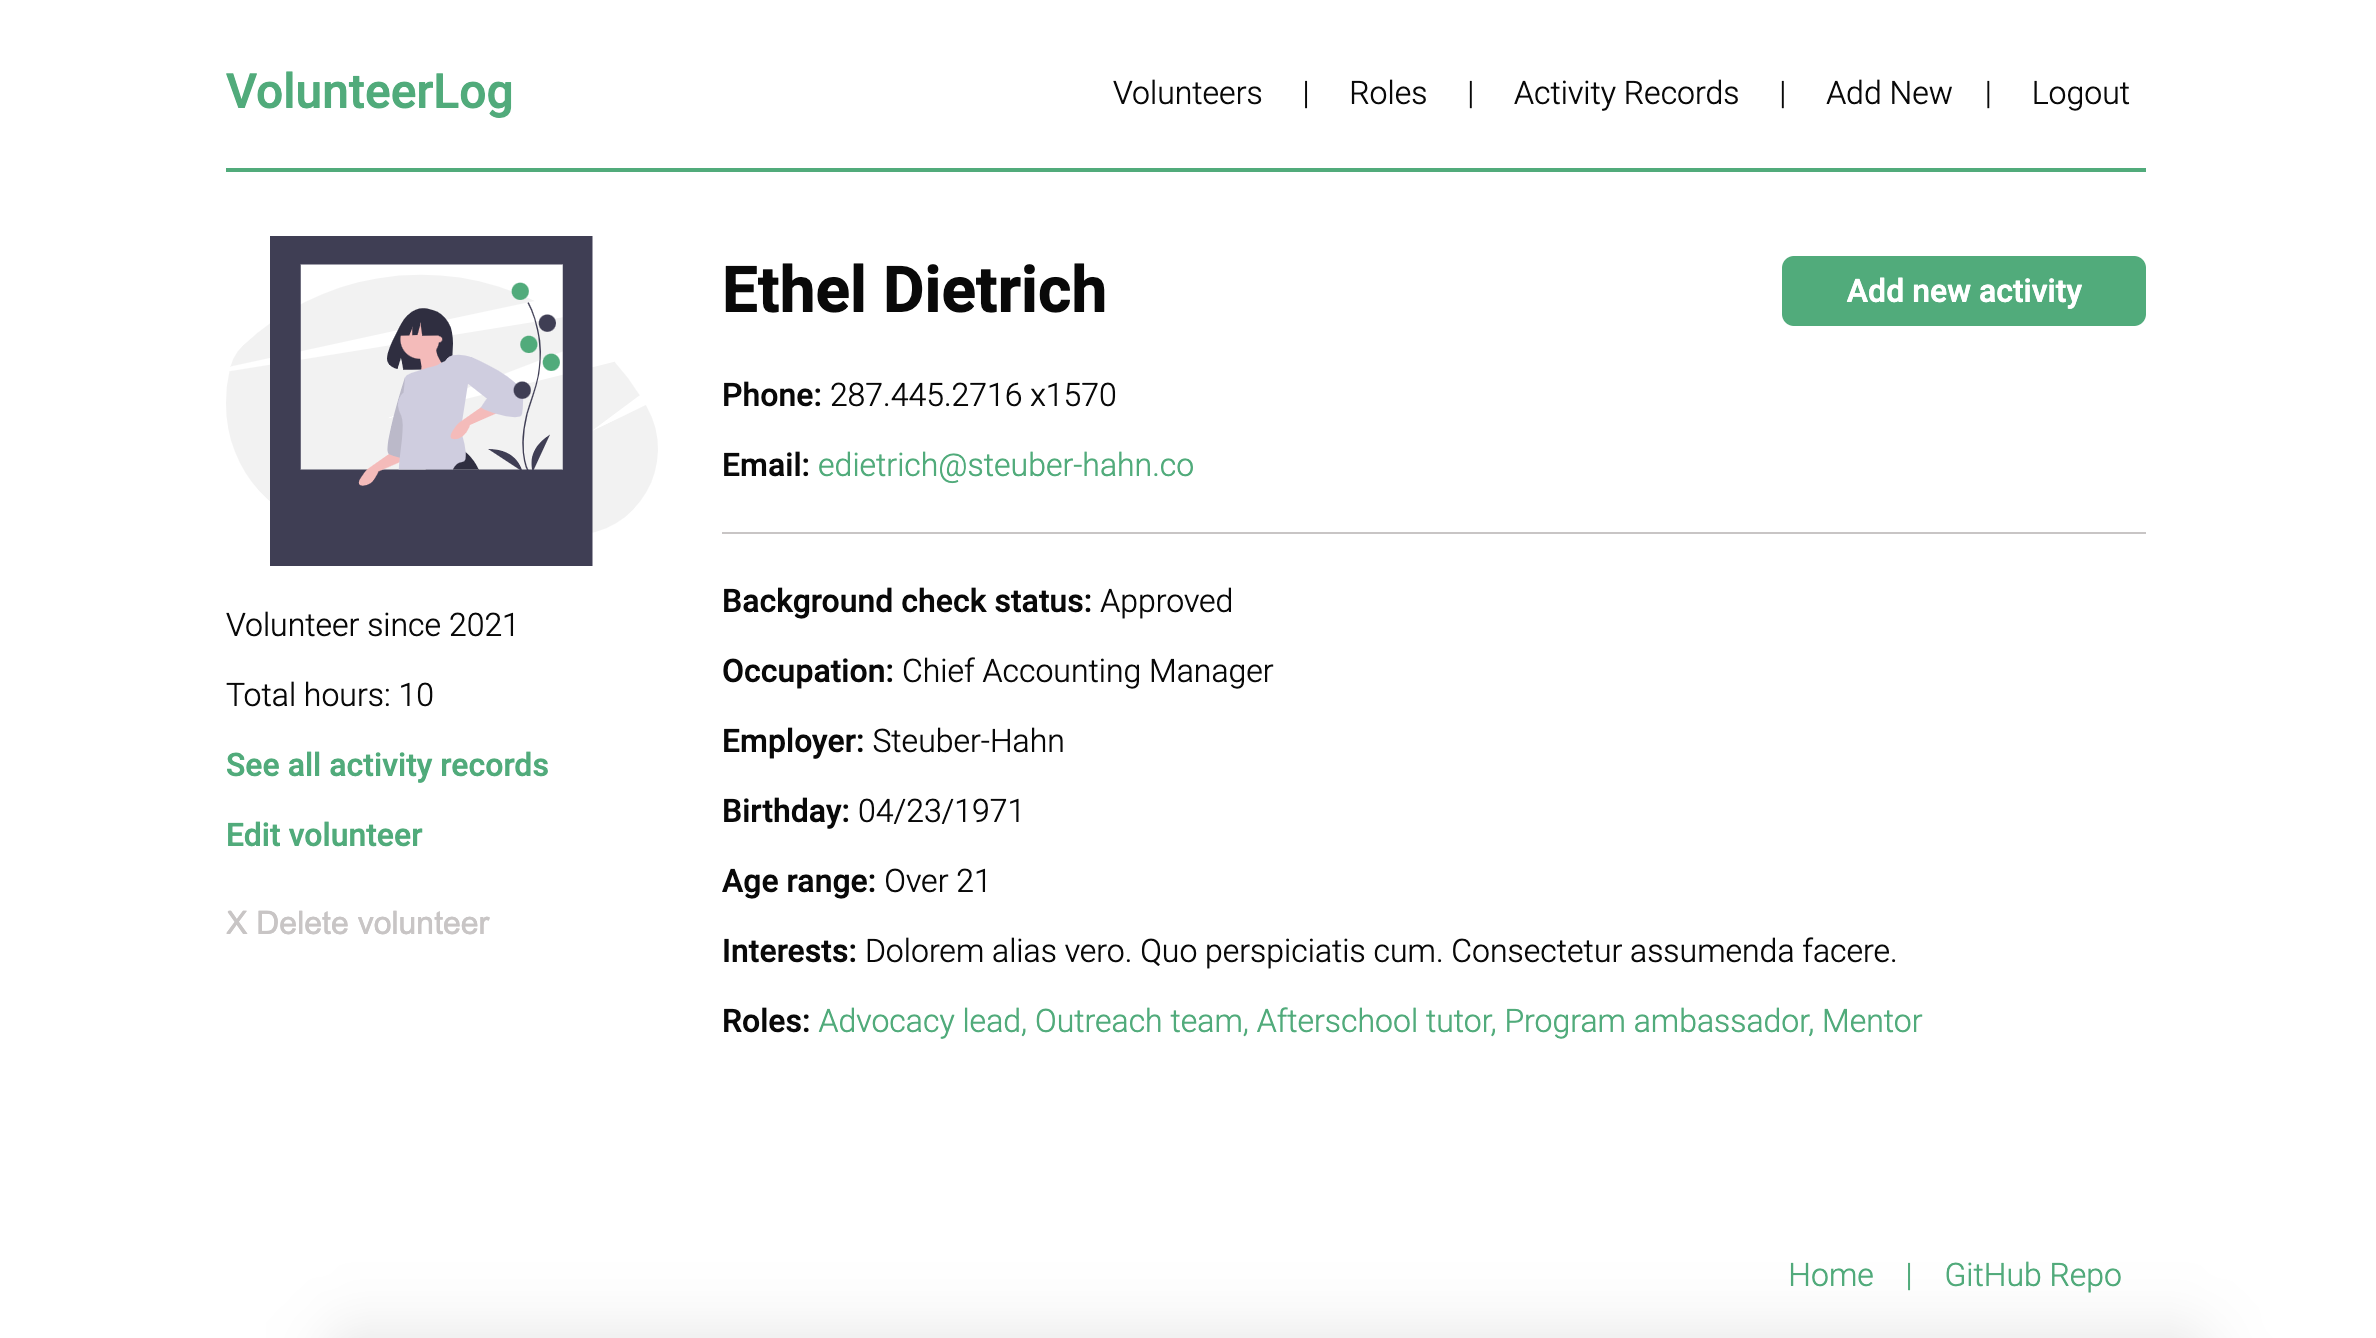 VolunteerLog
Volunteers | Roles | Activity Records | Add New | Logout
Ethel Dietrich
Add new activity
Phone: 287.445.2716 x1570
Email: edietrich@steuber-hahn.co
Volunteer since 2021
Total hours: 10
See all activity records
Edit volunteer
X Delete volunteer
Background check status: Approved
Occupation: Chief Accounting Manager
Employer: Steuber-Hahn
Birthday: 04/23/1971
Age range: Over 21
Interests: Dolorem alias vero. Quo perspiciatis cum. Consectetur assumenda facere.
Roles: Advocacy lead, Outreach team, Afterschool tutor, Program ambassador, Mentor
Home | GitHub Repo